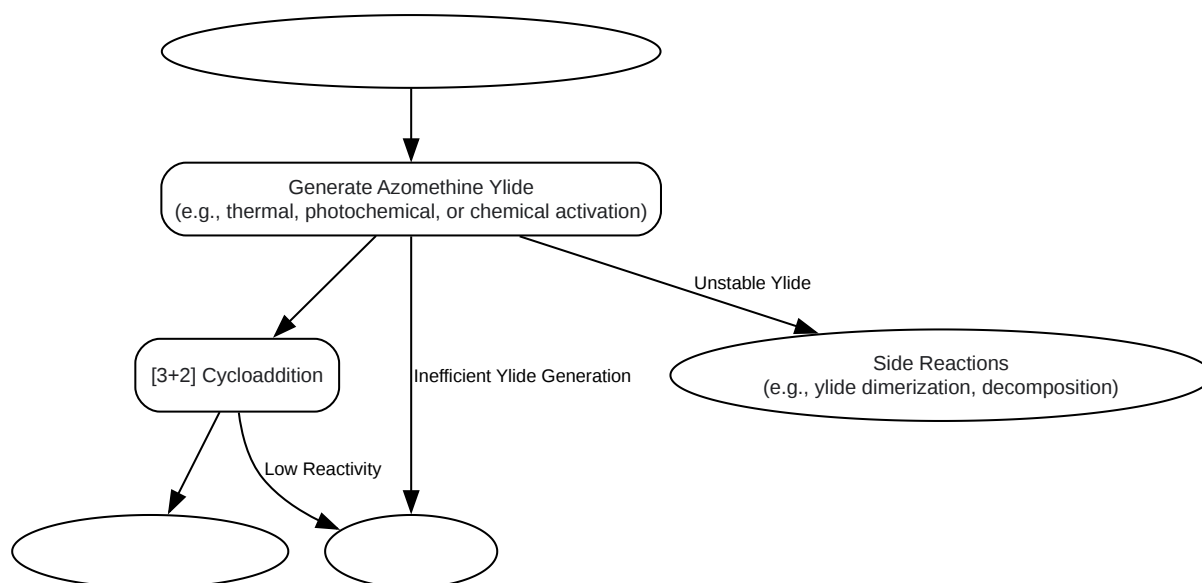 Generate Azomethine Ylide
(e.g., thermal, photochemical, or chemical activation)
Unstable Ylide
[3+2] Cycloaddition
Inefficient Ylide Generation
Side Reactions
(e.g., ylide dimerization, decomposition)
Low Reactivity